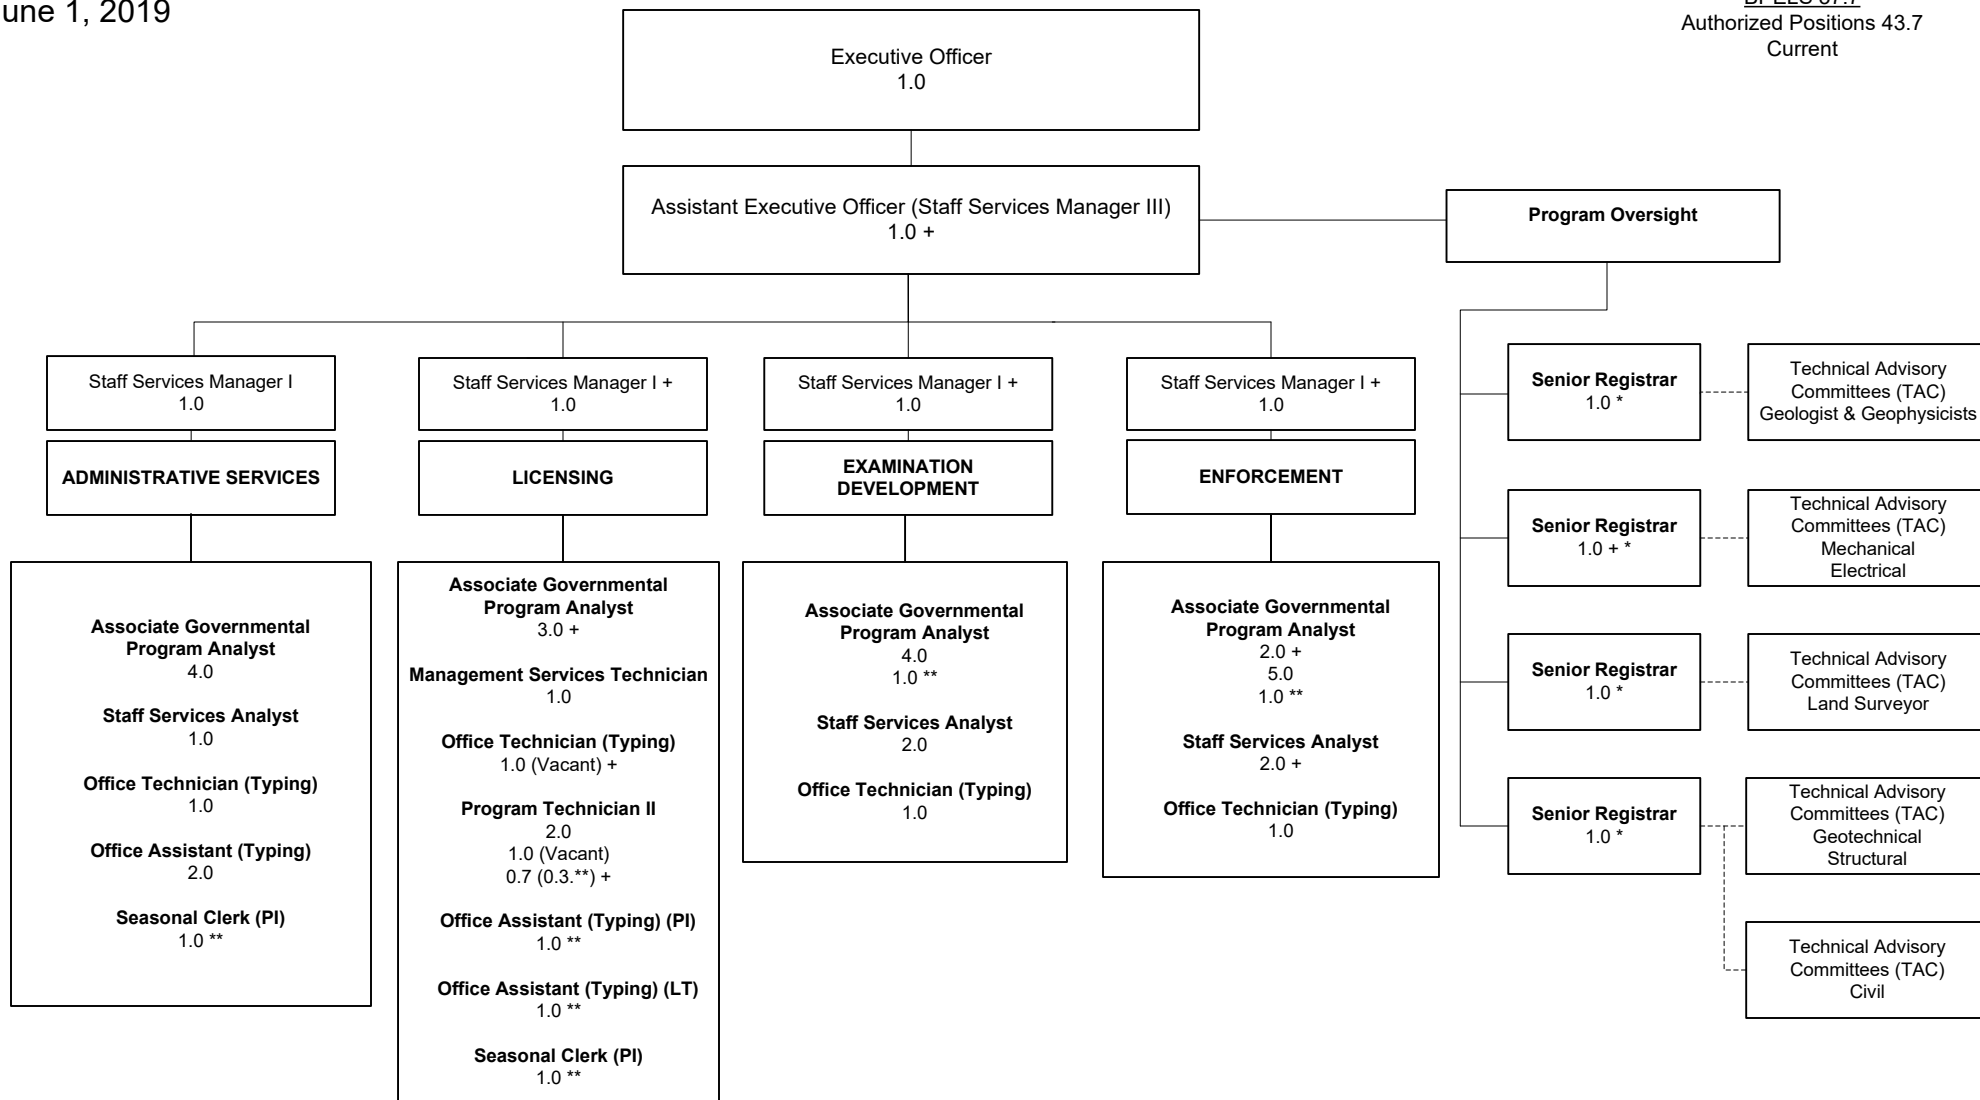 une 1, 2019
Authorized Positions 43.7
Current
Executive Officer
1.0
Assistant Executive Officer (Staff Services Manager III)
1.0 +
Program Oversight
Staff Services Manager I
1.0
ADMINISTRATIVE SERVICES
Associate Governmental
Program Analyst
4.0
Staff Services Analyst
1.0
Office Technician (Typing)
1.0
Office Assistant (Typing)
2.0
Seasonal Clerk (PI)
1.0 **
Staff Services Manager I +
1.0
LICENSING
Associate Governmental
Program Analyst
3.0 +
Management Services Technician
1.0
Office Technician (Typing)
1.0 (Vacant) +
Program Technician II
2.0
1.0 (Vacant)
0.7 (0.3.**) +
Office Assistant (Typing) (PI)
1.0 **
Office Assistant (Typing) (LT)
1.0 **
Seasonal Clerk (PI)
1.0 **
Staff Services Manager I +
1.0
EXAMINATION
DEVELOPMENT
Associate Governmental
Program Analyst
4.0
1.0 **
Staff Services Analyst
2.0
Office Technician (Typing)
1.0
Staff Services Manager I +
1.0
ENFORCEMENT
Associate Governmental
Program Analyst
2.0 +
5.0
1.0 **
Staff Services Analyst
2.0 +
Office Technician (Typing)
1.0
Senior Registrar
1.0 *
Technical Advisory
Committees (TAC)
Geologist & Geophysicists
Senior Registrar
1.0 + *
Technical Advisory
Committees (TAC)
Mechanical
Electrical
Senior Registrar
1.0 *
Technical Advisory
Committees (TAC)
Land Surveyor
Senior Registrar
1.0 *
Technical Advisory
Committees (TAC)
Geotechnical
Structural
Technical Advisory
Committees (TAC)
Civil